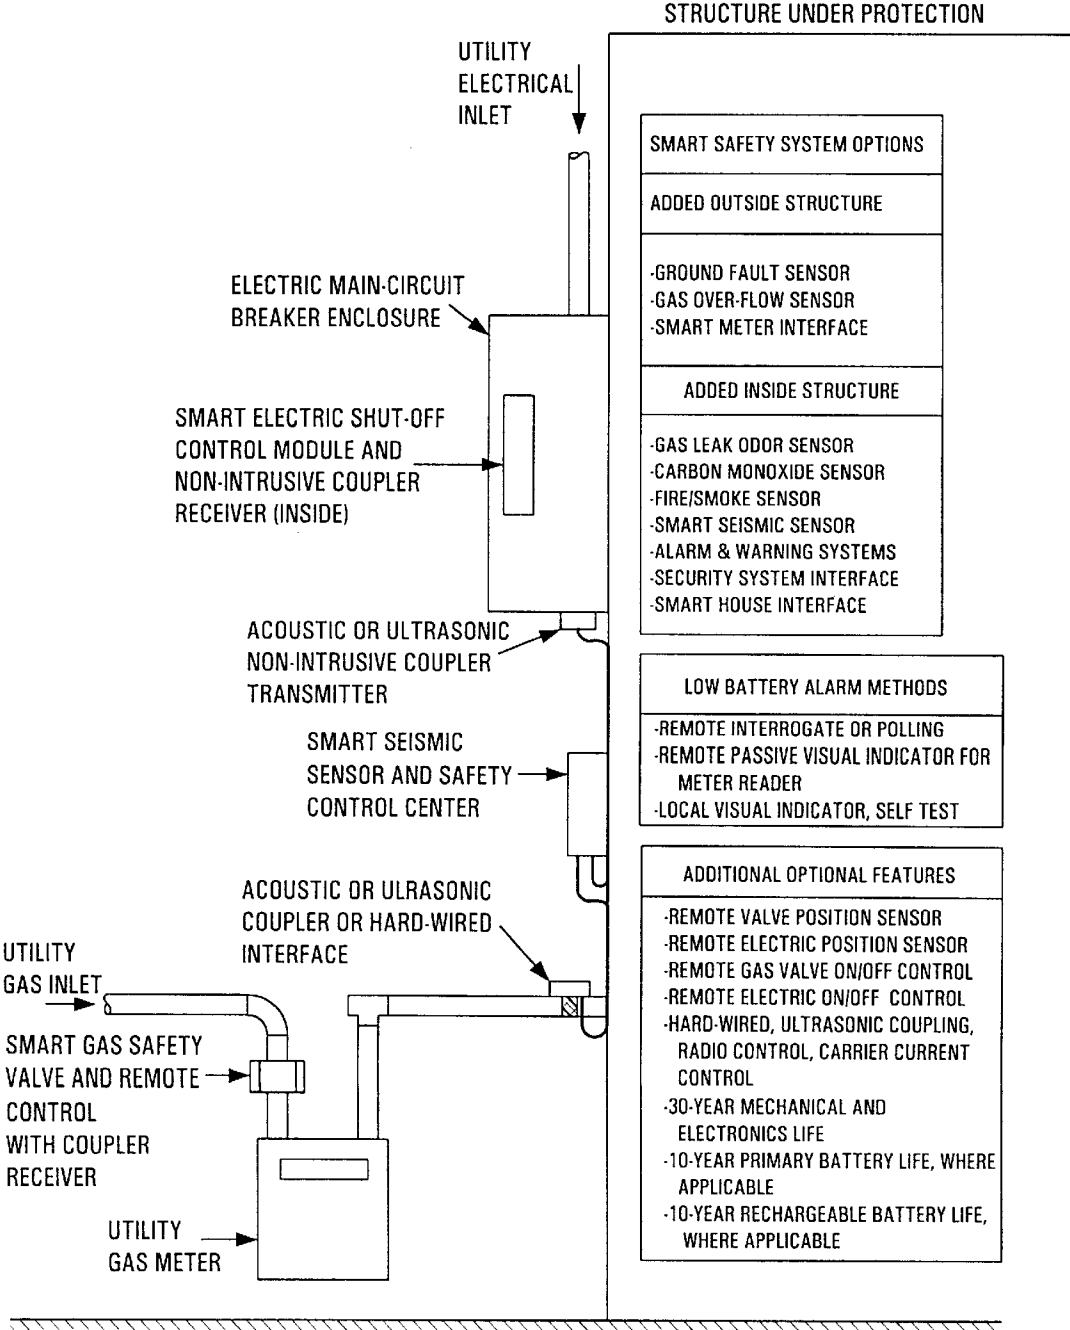 STRUCTURE UNDER PROTECTION
UTILITY
ELECTRICAL
INLET
SMART SAFETY SYSTEM OPTIONS
ADDED OUTSIDE STRUCTURE
-GROUND FAULT SENSOR
-GAS OVER-FLOW SENSOR
-SMART METER INTERFACE
ADDED INSIDE STRUCTURE
-GAS LEAK ODOR SENSOR
-CARBON MONOXIDE SENSOR
-FIRE/SMOKE SENSOR
-SMART SEISMIC SENSOR
-ALARM & WARNING SYSTEMS
-SECURITY SYSTEM INTERFACE
-SMART HOUSE INTERFACE
ELECTRIC MAIN-CIRCUIT
BREAKER ENCLOSURE
SMART ELECTRIC SHUT-OFF
CONTROL MODULE AND
NON-INTRUSIVE COUPLER
RECEIVER (INSIDE)
ACOUSTIC OR ULTRASONIC
NON-INTRUSIVE COUPLER
TRANSMITTER
LOW BATTERY ALARM METHODS
-REMOTE INTERROGATE OR POLLING
-REMOTE PASSIVE VISUAL INDICATOR FOR
METER READER
-LOCAL VISUAL INDICATOR, SELF TEST
SMART SEISMIC
SENSOR AND SAFETY
CONTROL CENTER
ACOUSTIC OR ULRASONIC
COUPLER OR HARD-WIRED
INTERFACE
ADDITIONAL OPTIONAL FEATURES
-REMOTE VALVE POSITION SENSOR
-REMOTE ELECTRIC POSITION SENSOR
-REMOTE GAS VALVE ON/OFF CONTROL
-REMOTE ELECTRIC ON/OFF CONTROL
-HARD-WIRED, ULTRASONIC COUPLING,
RADIO CONTROL, CARRIER CURRENT
CONTROL
-30-YEAR MECHANICAL AND
ELECTRONICS LIFE
-10-YEAR PRIMARY BATTERY LIFE, WHERE
APPLICABLE
-10-YEAR RECHARGEABLE BATTERY LIFE,
WHERE APPLICABLE
UTILITY
GAS INLET
SMART GAS SAFETY
VALVE AND REMOTE
CONTROL
WITH COUPLER
RECEIVER
UTILITY
GAS METER